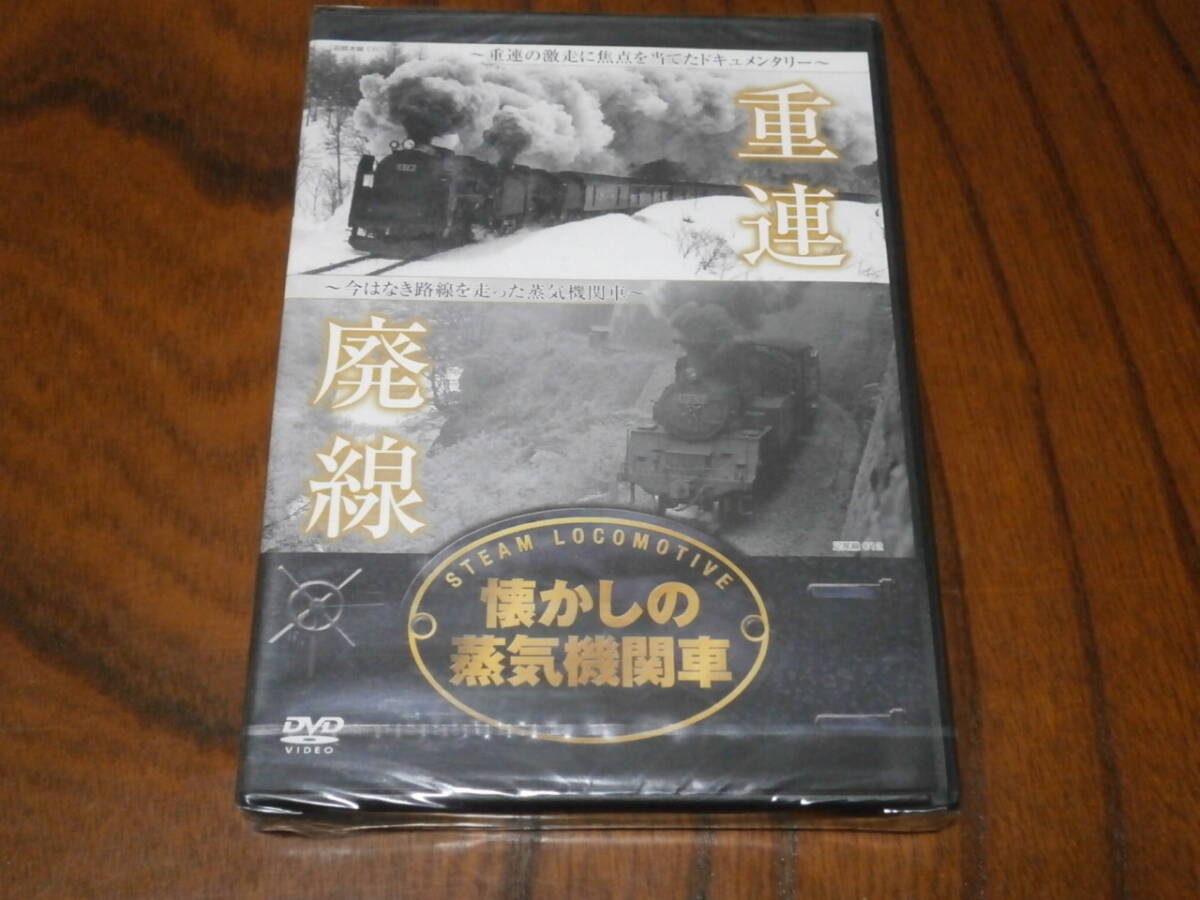 ～重連の激走に焦点を当てたドキュメンタリー～
重連
～今はなき路線を走った蒸気機関車～
廃線
STEAM LOCOMOTIVE
懐かしの
蒸気機関車
DVD
VIDEO